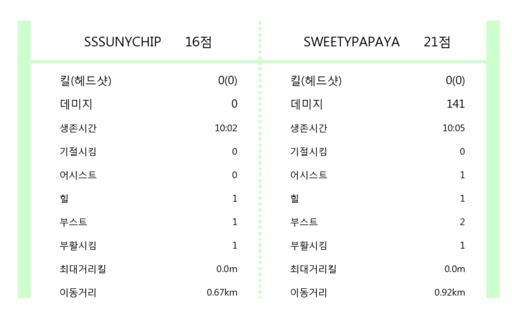 SSSUNYCHIP 16점
킬(헤드샷) 0(0)
데미지 0
생존시간 10:02
기절시킴 0
어시스트 0
힐 1
부스트 1
부활시킴 1
최대거리킬 0.0m
이동거리 0.67km
SWEETYPAPAYA 21점
킬(헤드샷) 0(0)
데미지 141
생존시간 10:05
기절시킴 0
어시스트 1
힐 1
부스트 2
부활시킴 1
최대거리킬 0.0m
이동거리 0.92km